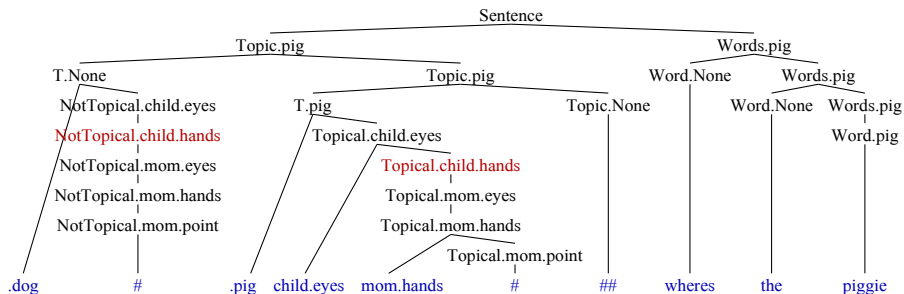 Sentence
Topic.pig Words.pig
T.None Topic.pig Word.None Words.pig
NotTopical.child.eyes T.pig Topic.None Word.None Words.pig
NotTopical.child.hands Topical.child.eyes Word.pig
NotTopical.mom.eyes Topical.child.hands
NotTopical.mom.hands Topical.mom.eyes
NotTopical.mom.point Topical.mom.hands
Topical.mom.point
.dog # .pig child.eyes mom.hands # ## wheres the piggie